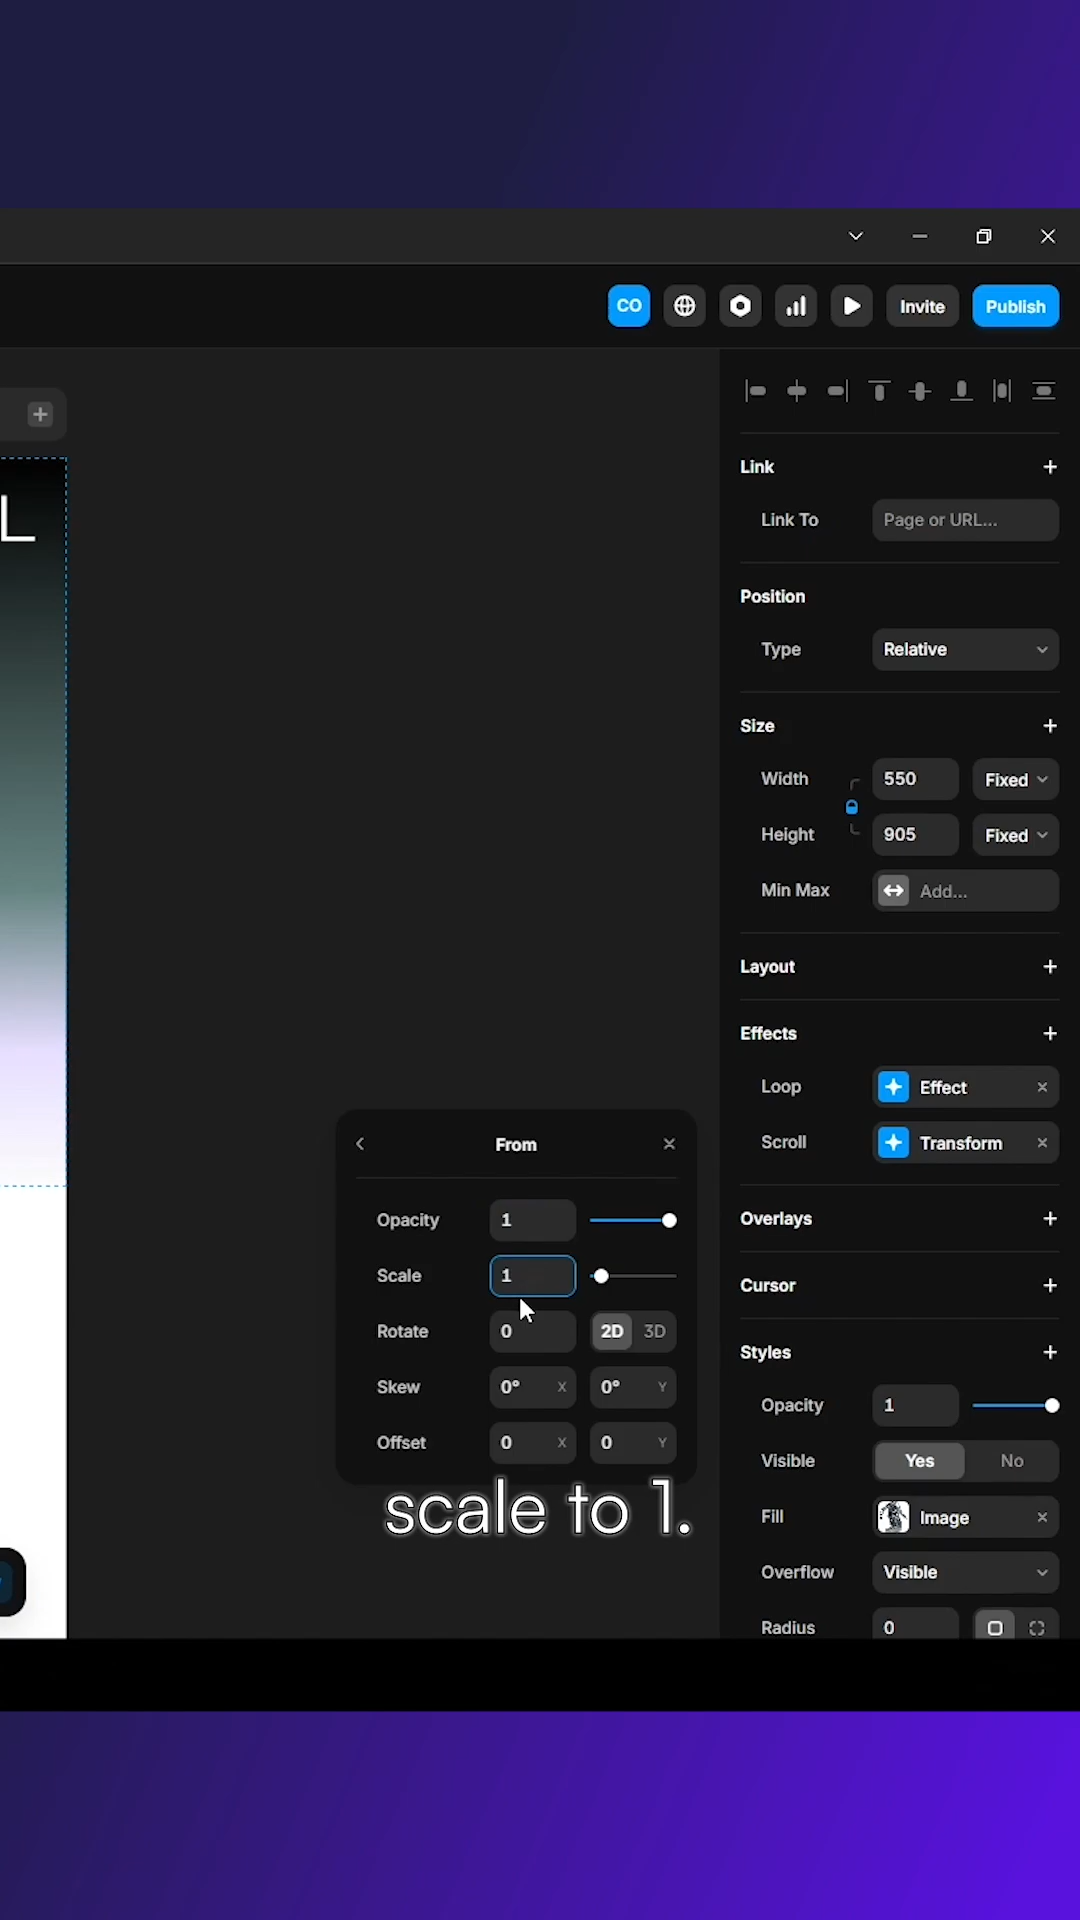 CO
Invite
Publish
L
Link
Link To
Page or URL...
Position
Type
Relative
Size
Width
550
Fixed
Height
905
Fixed
Min Max
Add...
Layout
Effects
Loop
Effect
Scroll
Transform
From
Opacity
1
Scale
1
Rotate
0
2D
3D
Skew
0°
X
0°
Y
Offset
0
X
0
Y
scale to 1.
Overlays
Cursor
Styles
Opacity
1
Visible
Yes
No
Fill
Image
Overflow
Visible
Radius
0